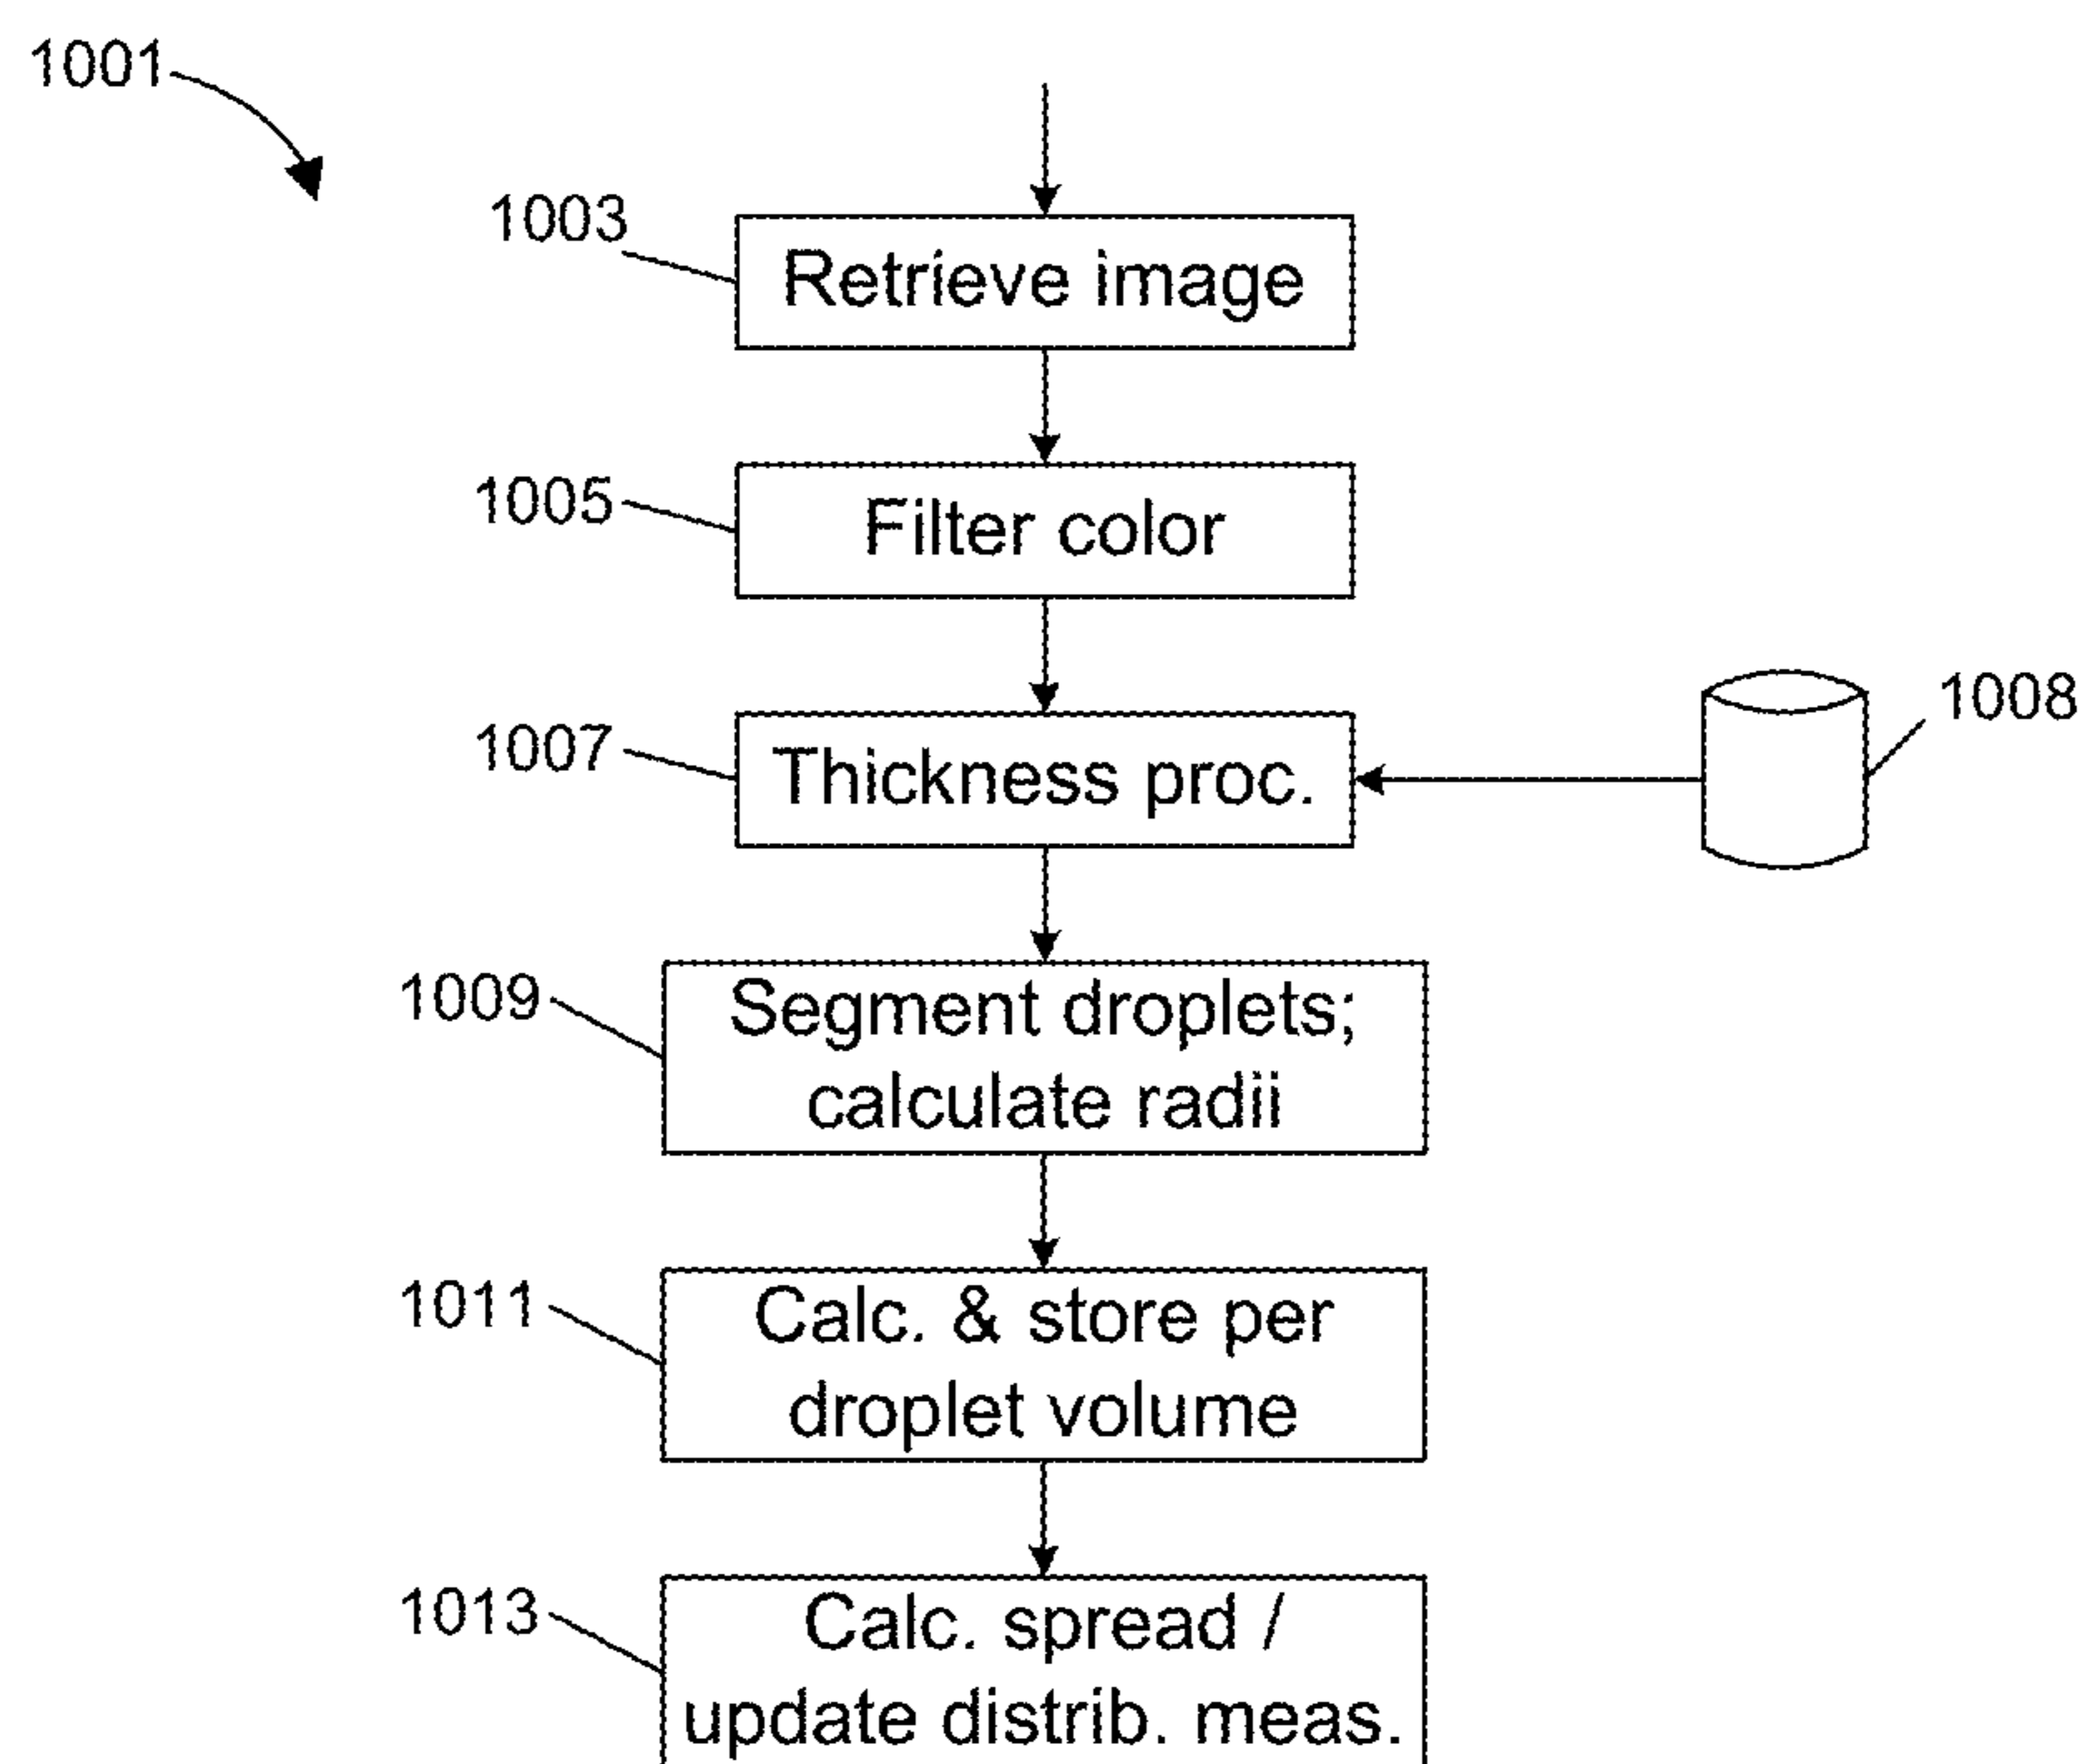 1001
1003
Retrieve image
1005
Filter color
1007
Thickness proc.
1008
1009
Segment droplets;
calculate radii
1011
Calc. & store per
droplet volume
1013
Calc. spread /
update distrib. meas.